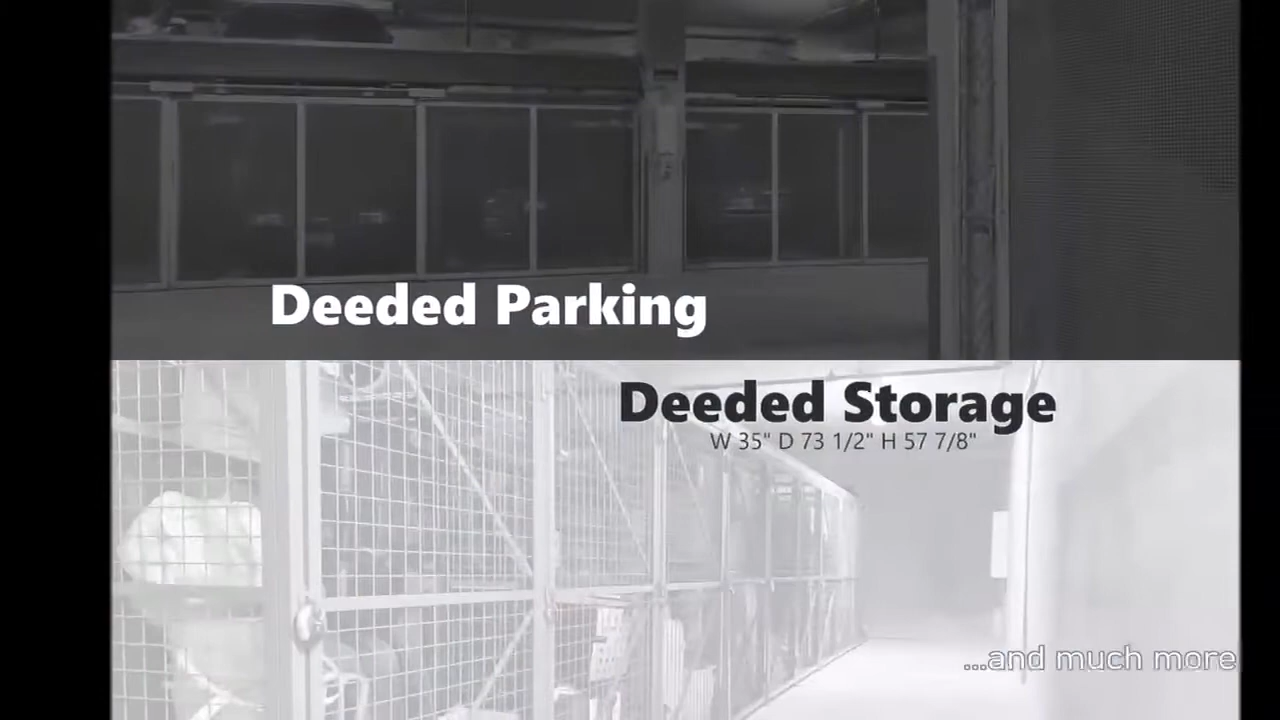 Deeded Parking
Deeded Storage
W 35" D 73 1/2" H 57 7/8"
...and much more